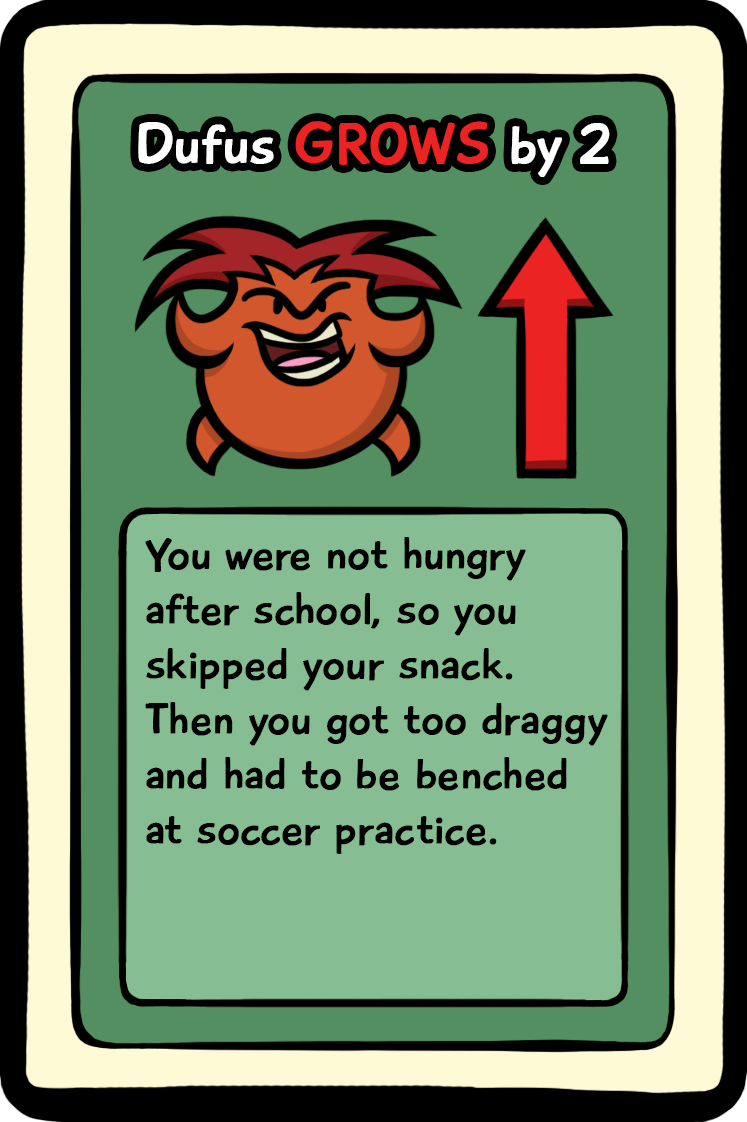 Dufus GROWS by 2
You were not hungry
after school, so you
skipped your snack.
Then you got too draggy
and had to be benched
at soccer practice.